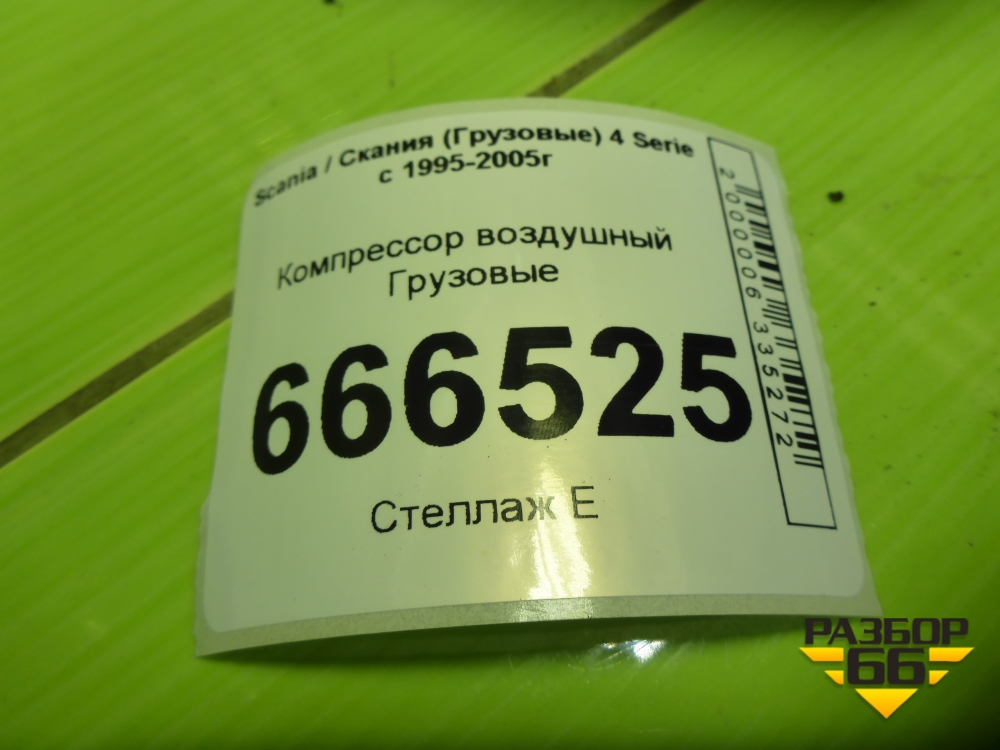 Scania / Скания (Грузовые) 4 Serie
с 1995-2005г
Компрессор воздушный
Грузовые
666525
Стеллаж Е
2000006335272
РАЗБОР
66